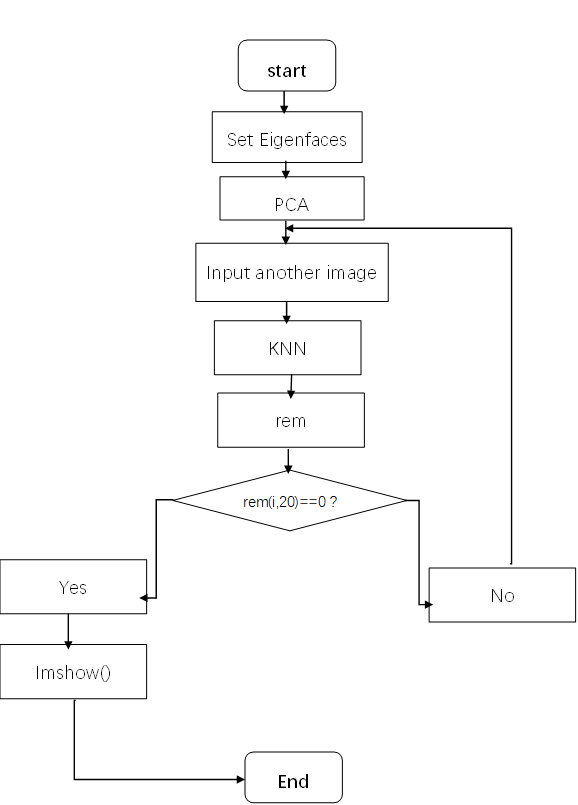 start
Set Eigenfaces
PCA
Input another image
KNN
rem
rem(i,20)==0 ?
Yes
No
Imshow()
End